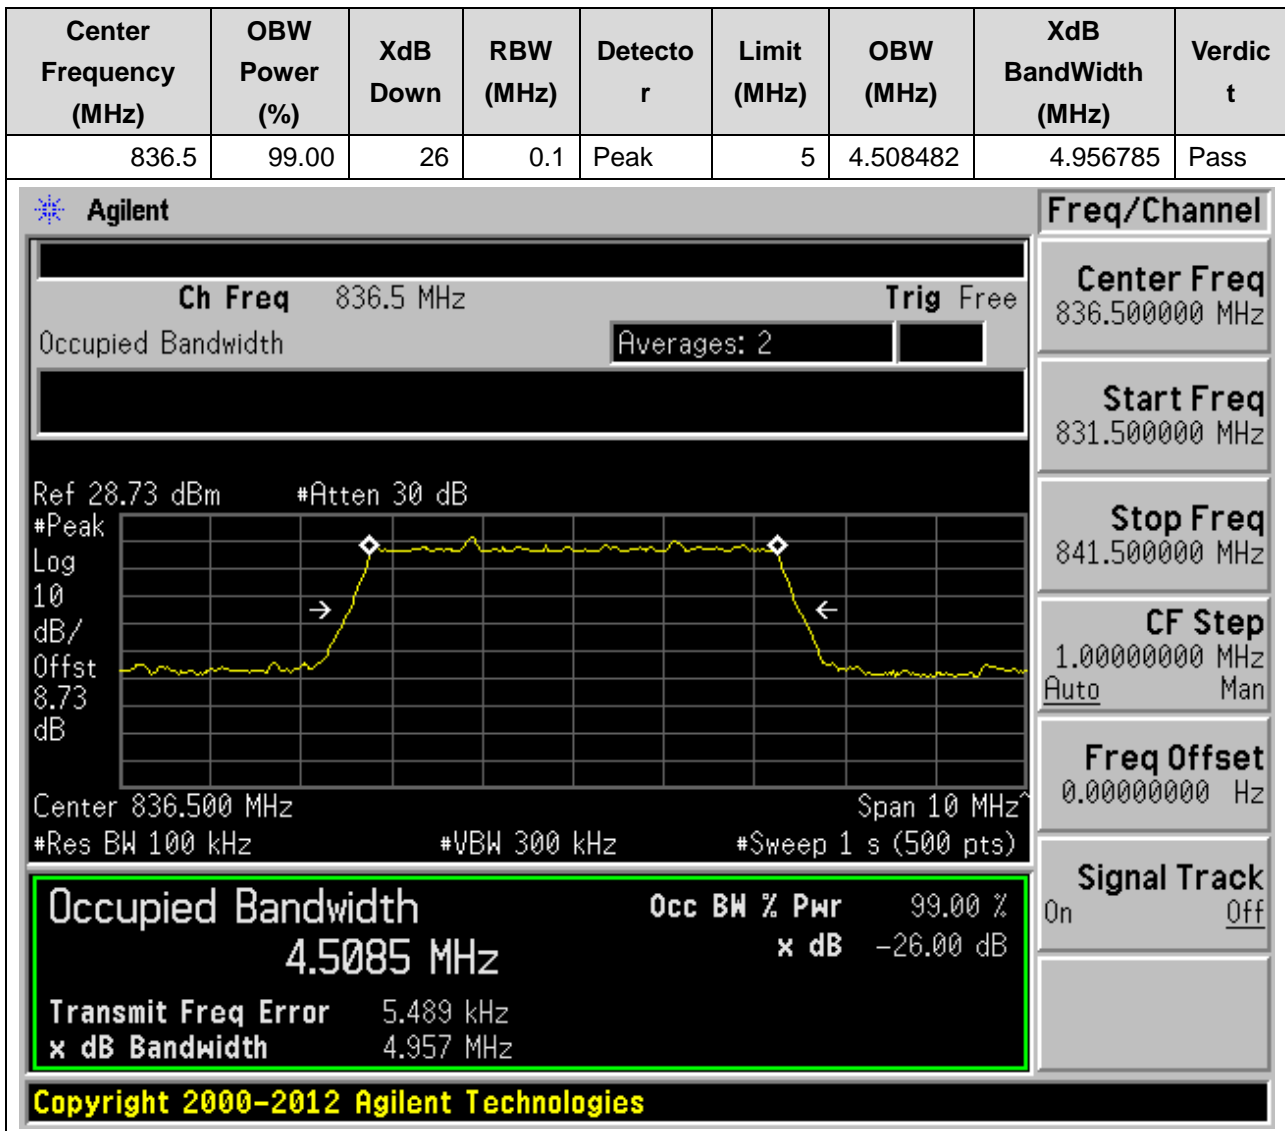 Center Frequency (MHz) OBW Power (%) XdB Down RBW (MHz) Detecto r Limit (MHz) OBW (MHz) XdB BandWidth (MHz) Verdic t
836.5 99.00 26 0.1 Peak 5 4.508482 4.956785 Pass
Agilent
Freq/Channel
Ch Freq 836.5 MHz Trig Free
Occupied Bandwidth Averages: 2
Center Freq
836.500000 MHz
Start Freq
831.500000 MHz
Ref 28.73 dBm #Atten 30 dB
#Peak
Log
10
dB/
Offst
8.73
dB
Stop Freq
841.500000 MHz
CF Step
1.00000000 MHz
Auto Man
Freq Offset
0.00000000 Hz
Center 836.500 MHz Span 10 MHz^
#Res BW 100 kHz #VBW 300 kHz #Sweep 1 s (500 pts)
Signal Track
On Off
Occupied Bandwidth Occ BW % Pwr 99.00 %
4.5085 MHz x dB -26.00 dB
Transmit Freq Error 5.489 kHz
x dB Bandwidth 4.957 MHz
Copyright 2000-2012 Agilent Technologies